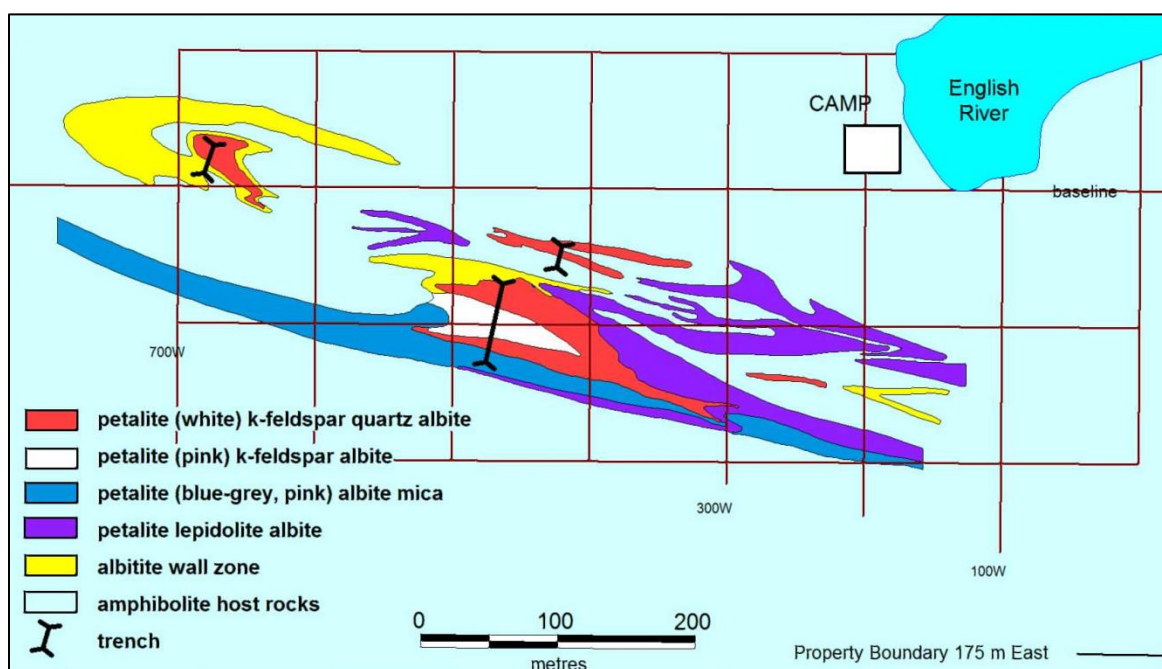 CAMP
English
River
baseline
700W
300W
100W
petalite (white) k-feldspar quartz albite
petalite (pink) k-feldspar albite
petalite (blue-grey, pink) albite mica
petalite lepidolite albite
albitite wall zone
amphibolite host rocks
trench
0 100 200
metres
Property Boundary 175 m East